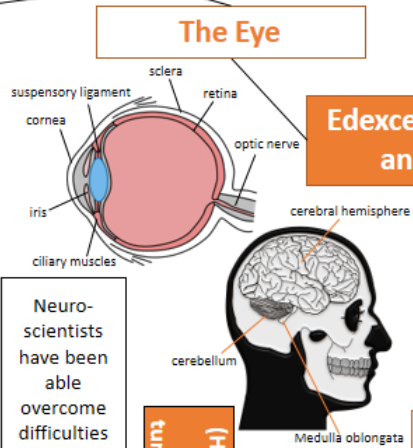 The Eye
sclera
suspensory ligament
retina
cornea
optic nerve
iris
ciliary muscles
Edexce
an
cerebral hemisphere
cerebellum
Medulla oblongata
Neuro-
scientists
have been
able
overcome
difficulties
(H
tur